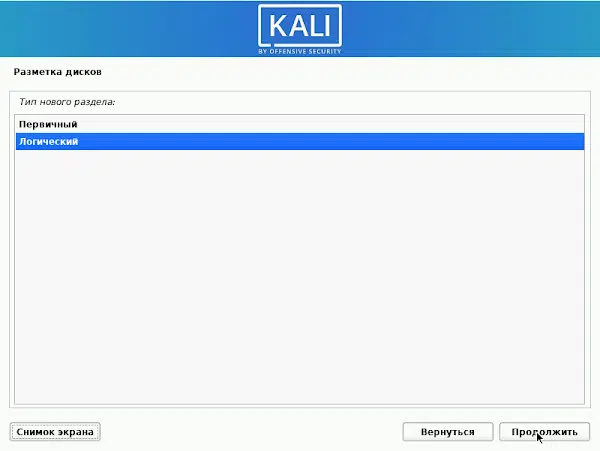 KALI
BY OFFENSIVE SECURITY
Разметка дисков
Тип нового раздела:
Первичный
Логический
Снимок экрана
Вернуться
Продолжить